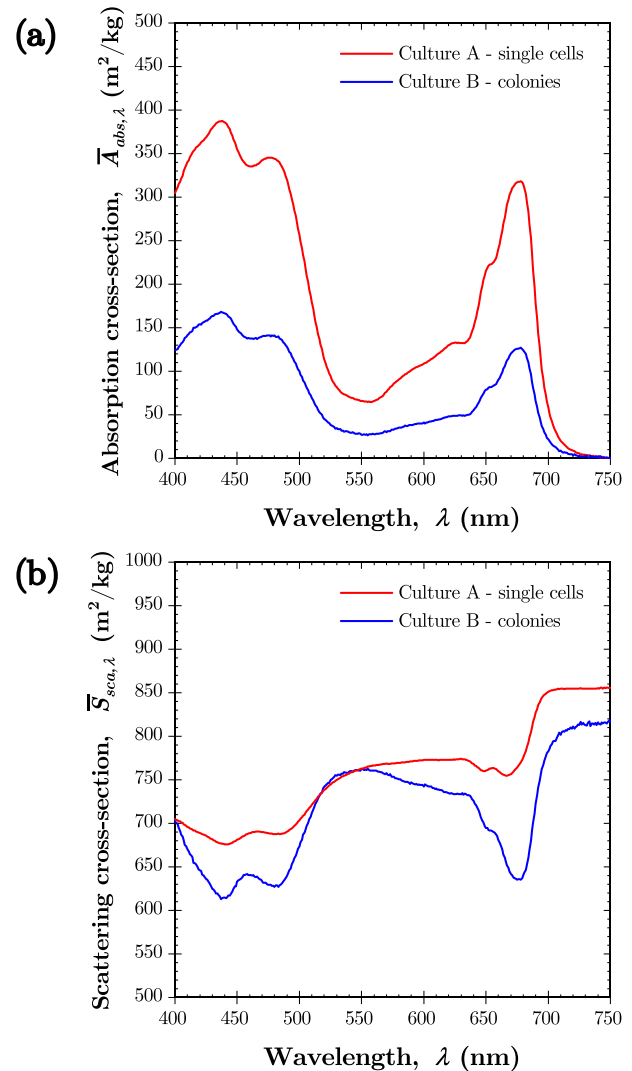 (a)
Absorption cross-section, A̅abs,λ (m²/kg)
500
450
400
350
300
250
200
150
100
50
0
Culture A - single cells
Culture B - colonies
400 450 500 550 600 650 700 750
Wavelength, λ (nm)
(b)
Scattering cross-section, S̅sca,λ (m²/kg)
1000
950
900
850
800
750
700
650
600
550
500
Culture A - single cells
Culture B - colonies
400 450 500 550 600 650 700 750
Wavelength, λ (nm)